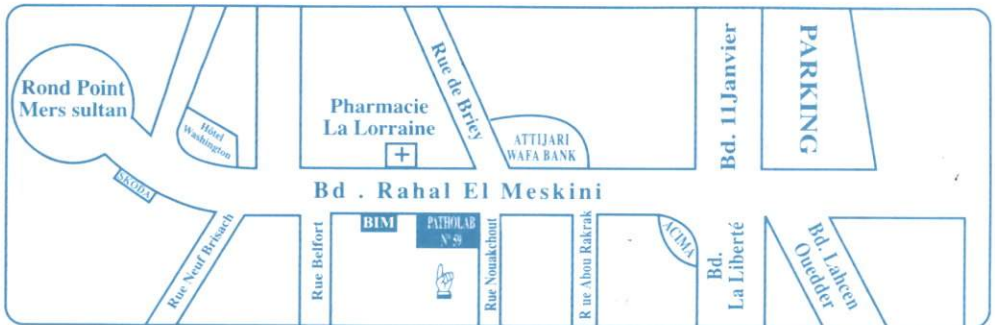 Rond Point
Mers sultan
Hôtel
Washington
SKODA
Pharmacie
La Lorraine
Rue de Briey
ATTIJARI
WAFA BANK
Bd. 11Janvier
PARKING
Bd . Rahal El Meskini
Rue Neuf Brisach
Rue Belfort
BIM
PATHOLAB
N° 59
Rue Nouakchout
R ue Abou Rakrak
ACIMA
Bd.
La Liberté
Bd. Lahcen
Ouedder